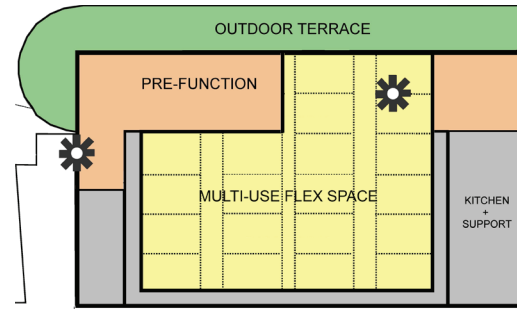 OUTDOOR TERRACE
PRE-FUNCTION
MULTI-USE FLEX SPACE
KITCHEN
+
SUPPORT